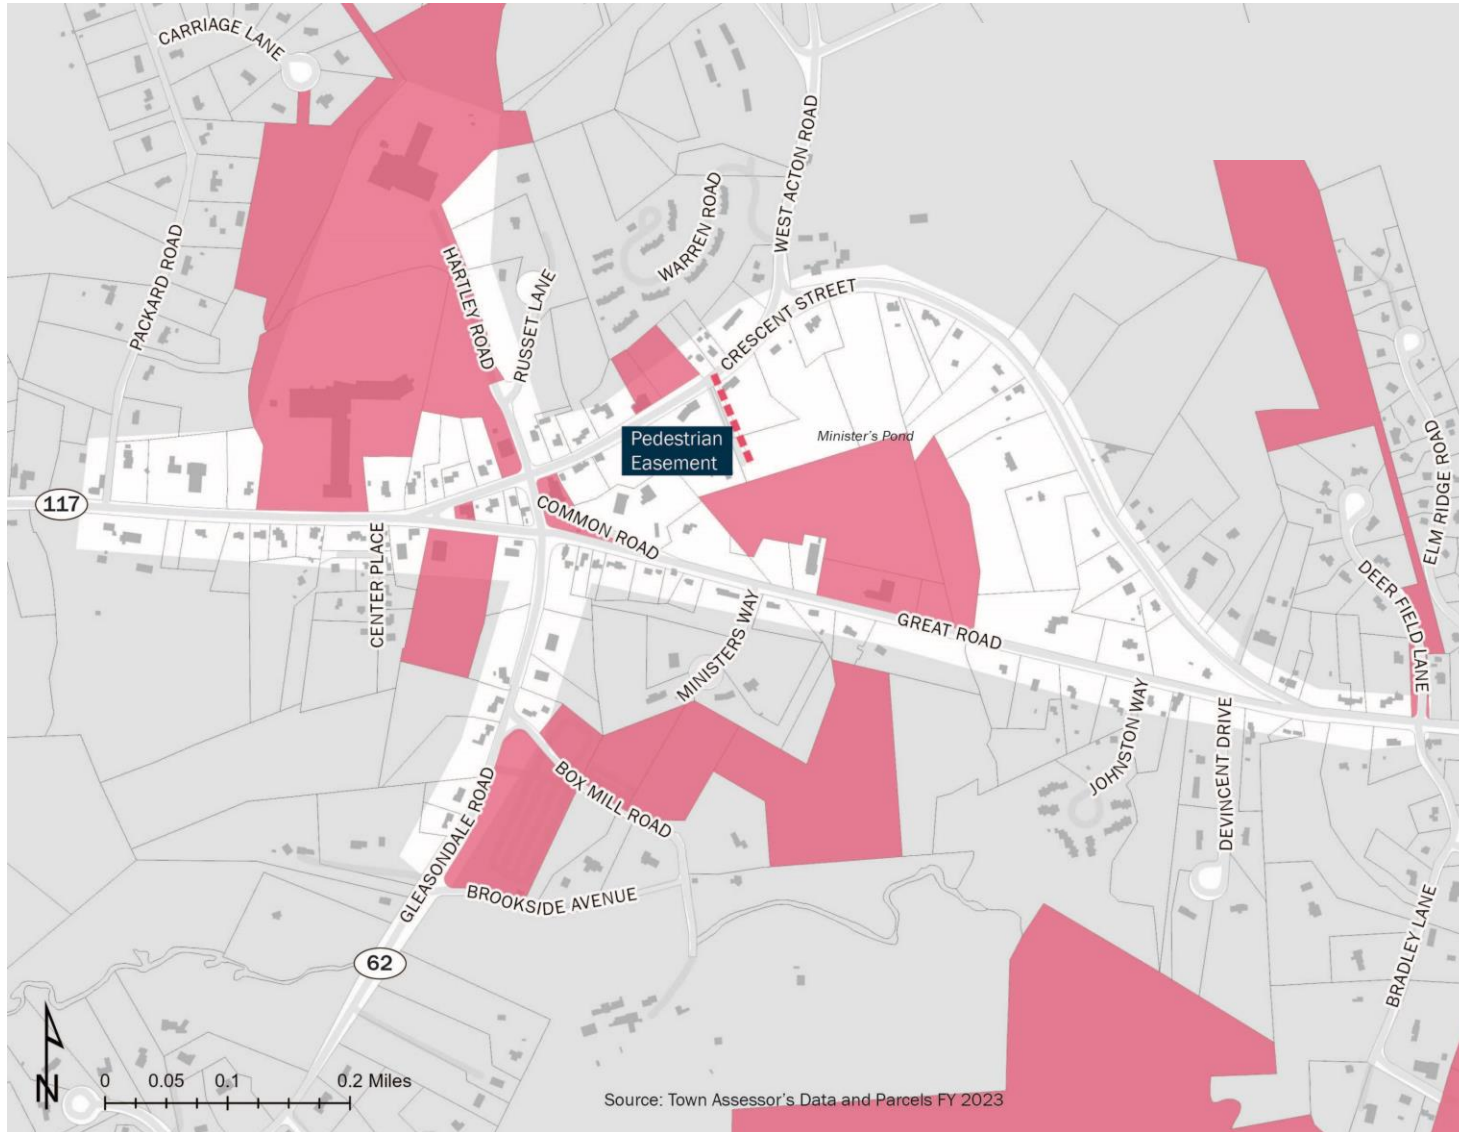 CARRIAGE LANE
PACKARD ROAD
HARTLEY ROAD
RUSSET LANE
WARREN ROAD
WEST ACTON ROAD
CRESCENT STREET
Pedestrian
Easement
Minister's Pond
117
COMMON ROAD
CENTER PLACE
MINISTERS WAY
GREAT ROAD
ELM RIDGE ROAD
DEER FIELD LANE
JOHNSTON WAY
DEVINCENT DRIVE
BOX MILL ROAD
GLEASONDALE ROAD
BROOKSIDE AVENUE
BRADLEY LANE
62
N
0 0.05 0.1 0.2 Miles
Source: Town Assessor's Data and Parcels FY 2023